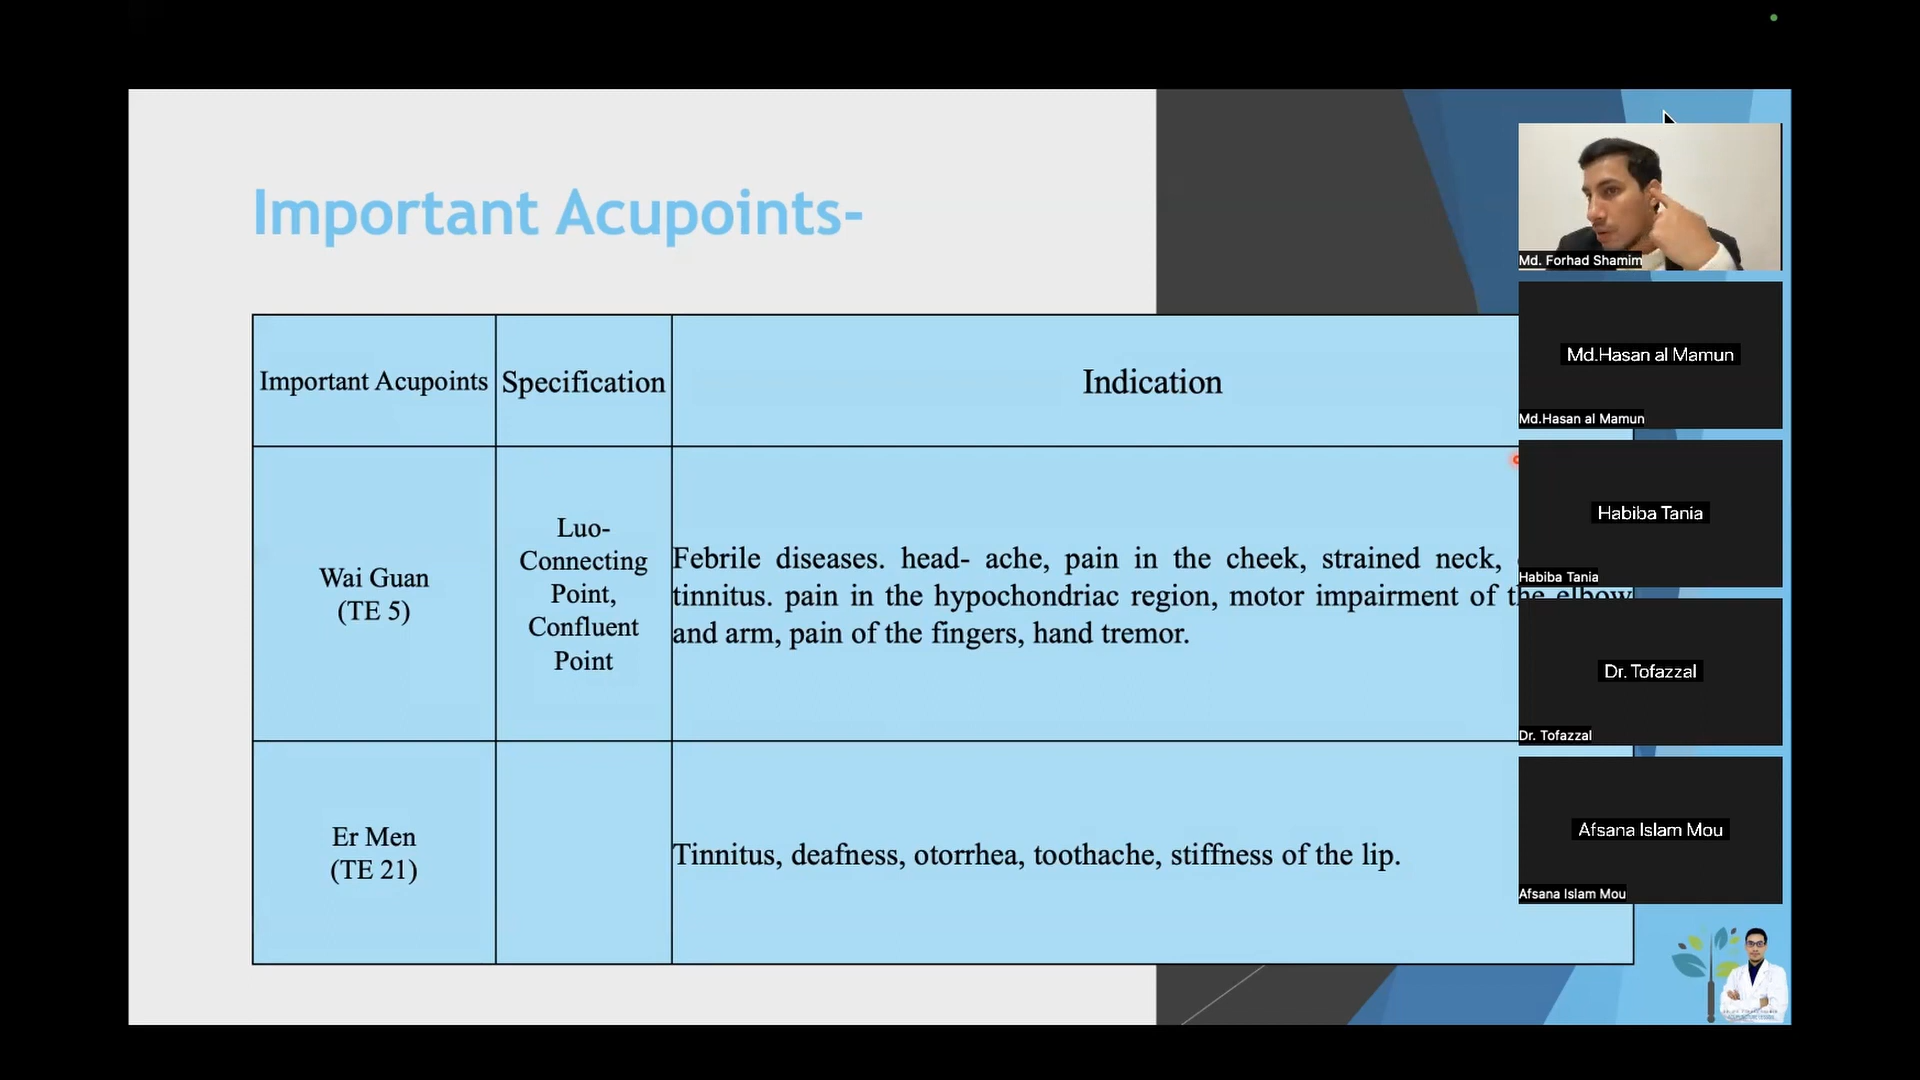 Important Acupoints-
Important Acupoints
Specification
Indication
Wai Guan
(TE 5)
Luo-
Connecting
Point,
Confluent
Point
Febrile diseases. head- ache, pain in the cheek, strained neck,
tinnitus. pain in the hypochondriac region, motor impairment of the elbow
and arm, pain of the fingers, hand tremor.
Er Men
(TE 21)
Tinnitus, deafness, otorrhea, toothache, stiffness of the lip.
Md. Forhad Shamim
Md.Hasan al Mamun
Md.Hasan al Mamun
Habiba Tania
Habiba Tania
Dr. Tofazzal
Dr. Tofazzal
Afsana Islam Mou
Afsana Islam Mou